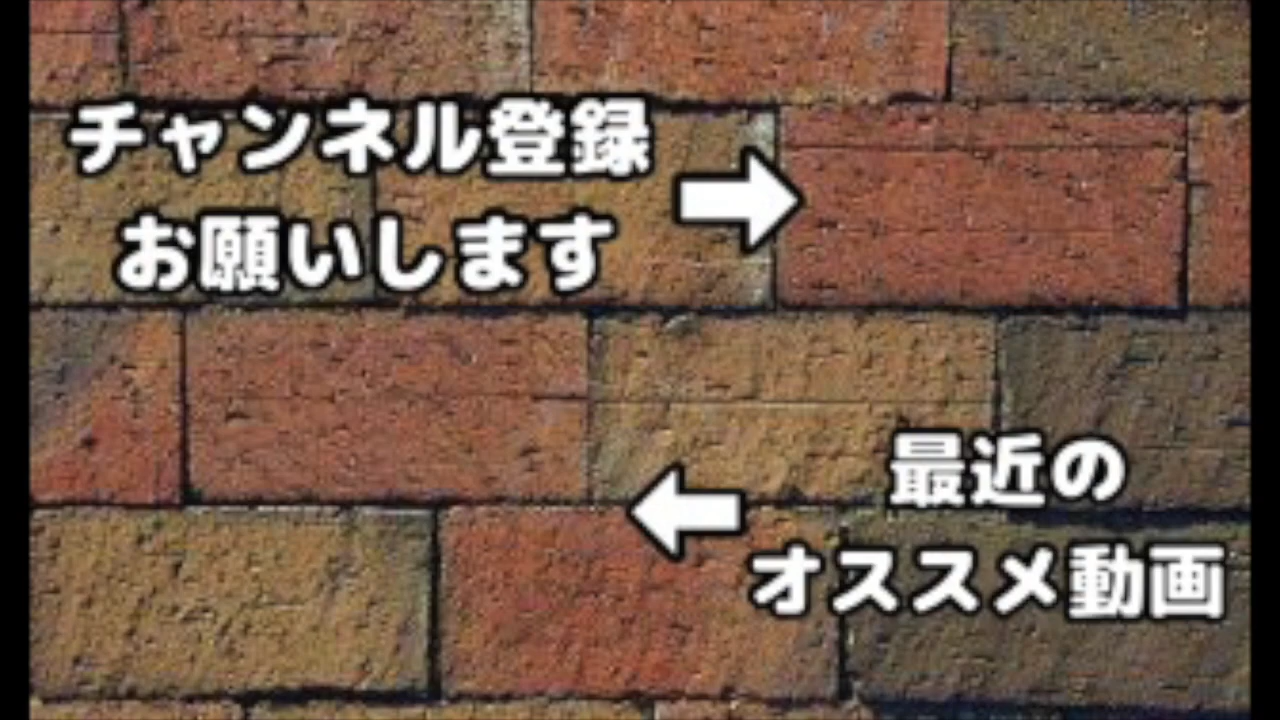 チャンネル登録
お願いします
最近の
オススメ動画